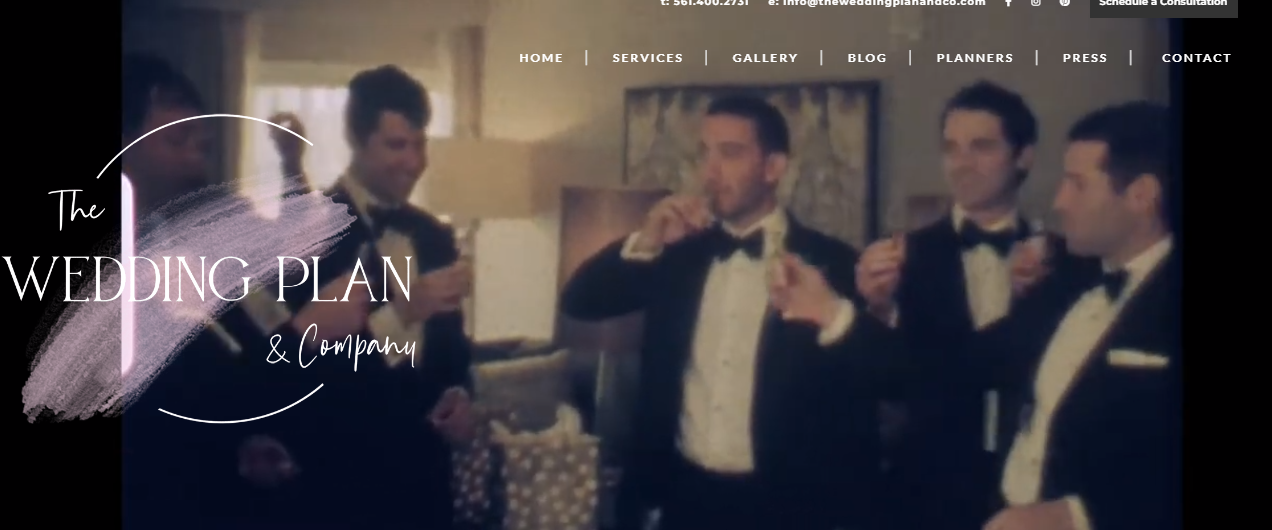 t: 561.400.2731 e: info@theweddingplanandco.com Schedule a Consultation
HOME SERVICES GALLERY BLOG PLANNERS PRESS CONTACT
The
WEDDING PLAN
& Company